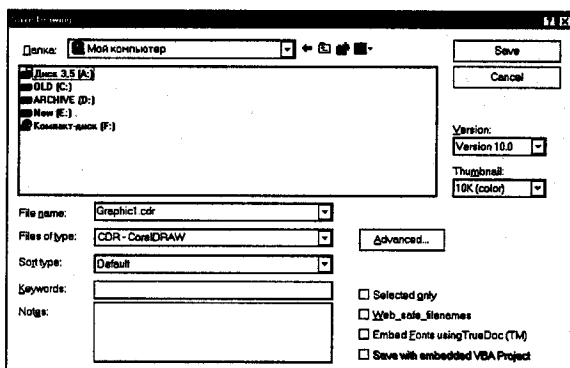 Save Drawing
Папка: Мой компьютер
Save
Диск 3,5 (A:)
OLD (C:)
ARCHIVE (D:)
New (E:)
Компакт-диск (F:)
Cancel
Version:
Version 10.0
Thumbnail:
10K (color)
File name: Graphic1.cdr
Files of type: CDR - CorelDRAW
Advanced...
Sort type: Default
Keywords:
Notes:
Selected only
Web_safe_filenames
Embed Fonts using TrueDoc (TM)
Save with embedded VBA Project